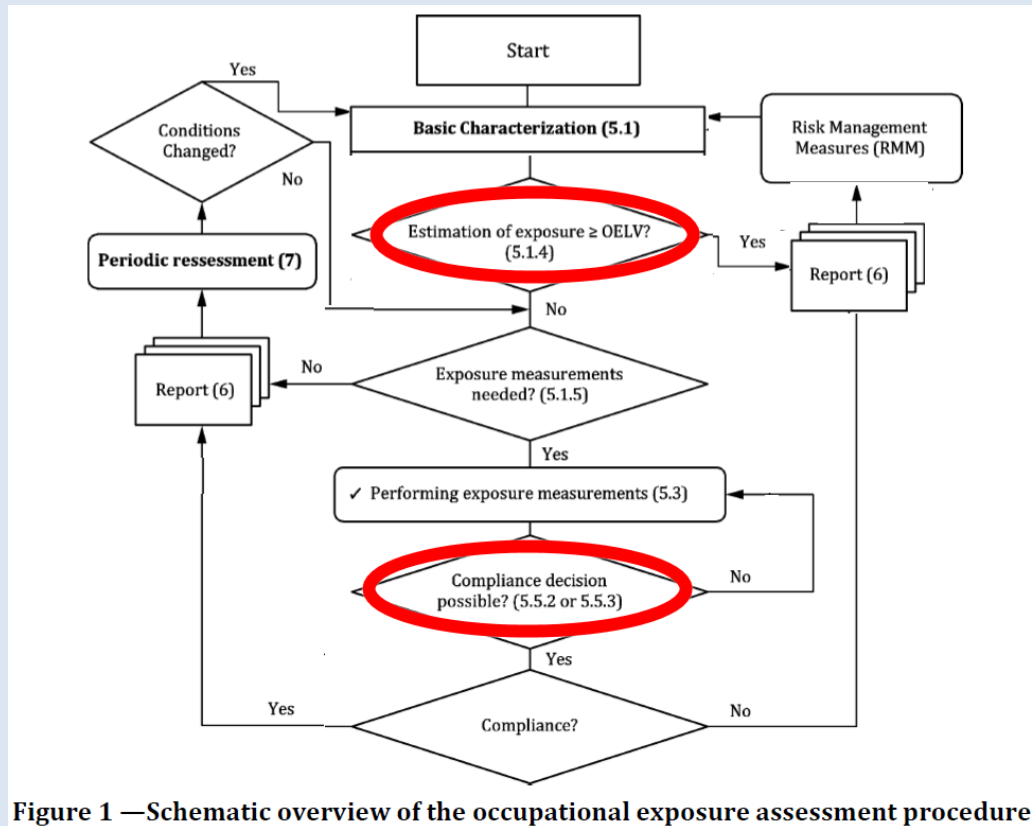 Start
Yes
Basic Characterization (5.1)
Conditions
Changed?
Risk Management
Measures (RMM)
No
Estimation of exposure ≥ OELV?
(5.1.4)
Yes
Periodic ressessment (7)
Report (6)
No
Exposure measurements
needed? (5.1.5)
No
Report (6)
Yes
✓ Performing exposure measurements (5.3)
Compliance decision
possible? (5.5.2 or 5.5.3)
No
Yes
Yes
Compliance?
No
Figure 1 —Schematic overview of the occupational exposure assessment procedure